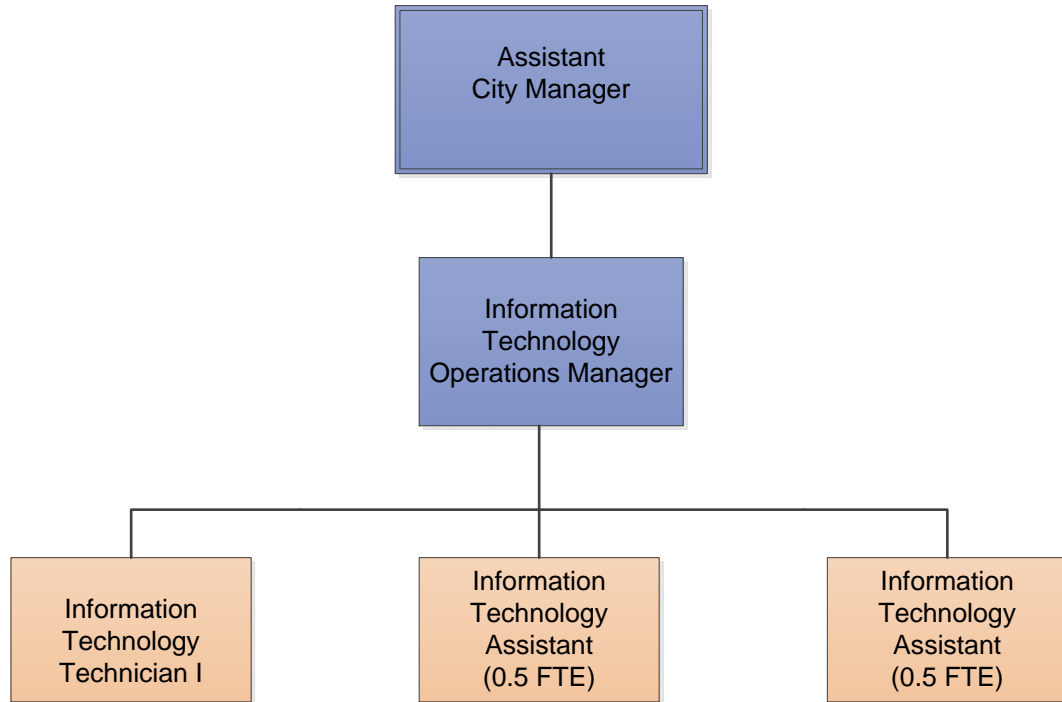 Assistant
City Manager
Information
Technology
Operations Manager
Information
Technology
Technician I
Information
Technology
Assistant
(0.5 FTE)
Information
Technology
Assistant
(0.5 FTE)